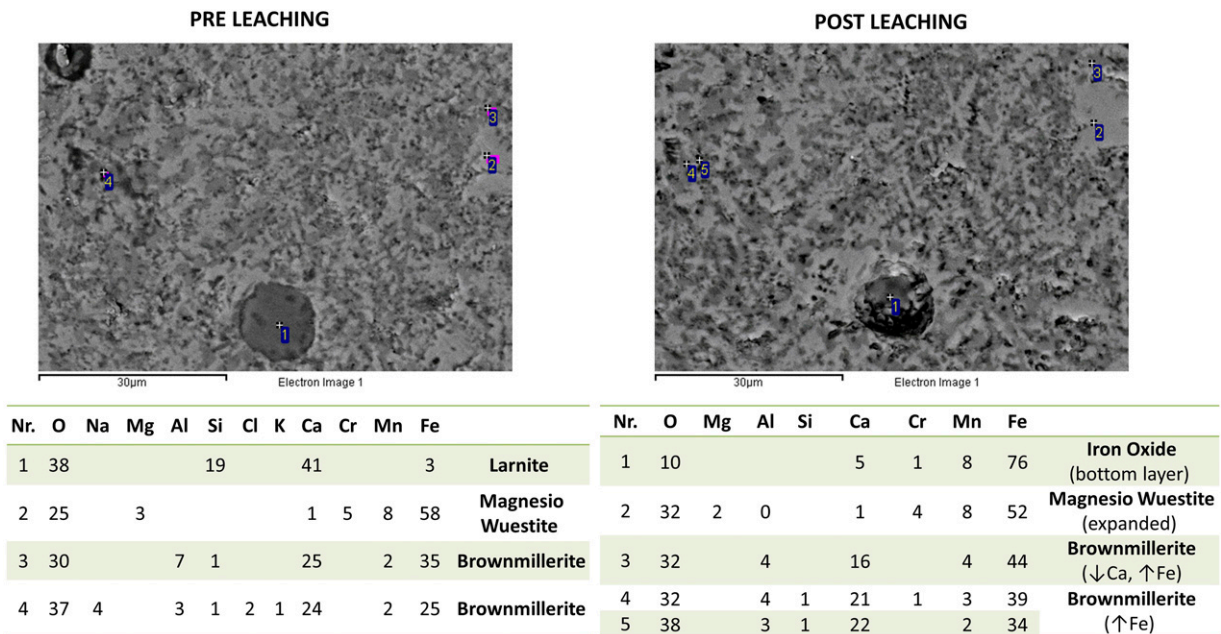 PRE LEACHING
3
2
4
1
30µm Electron Image 1
Nr. O Na Mg Al Si Cl K Ca Cr Mn Fe
1 38 19 41 3 Larnite
2 25 3 1 5 8 58 Magnesio
Wuestite
3 30 7 1 25 2 35 Brownmillerite
4 37 4 3 1 2 1 24 2 25 Brownmillerite
POST LEACHING
3
2
4 5
1
30µm Electron Image 1
Nr. O Mg Al Si Ca Cr Mn Fe
1 10 5 1 8 76 Iron Oxide
(bottom layer)
2 32 2 0 1 4 8 52 Magnesio Wuestite
(expanded)
3 32 4 16 4 44 Brownmillerite
(↓Ca, ↑Fe)
4 32 4 1 21 1 3 39 Brownmillerite
5 38 3 1 22 2 34 (↑Fe)